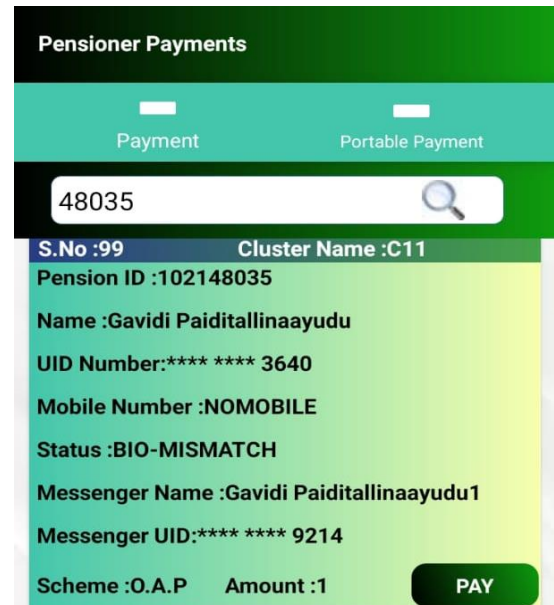 Pensioner Payments
Payment Portable Payment
48035
S.No :99 Cluster Name :C11
Pension ID :102148035
Name :Gavidi Paiditallinaayudu
UID Number:**** **** 3640
Mobile Number :NOMOBILE
Status :BIO-MISMATCH
Messenger Name :Gavidi Paiditallinaayudu1
Messenger UID:**** **** 9214
Scheme :O.A.P Amount :1 PAY